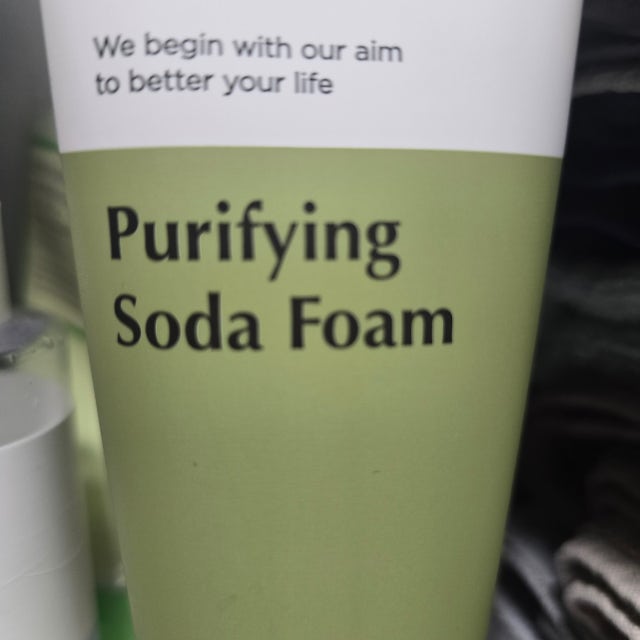 We begin with our aim
to better your life
Purifying
Soda Foam